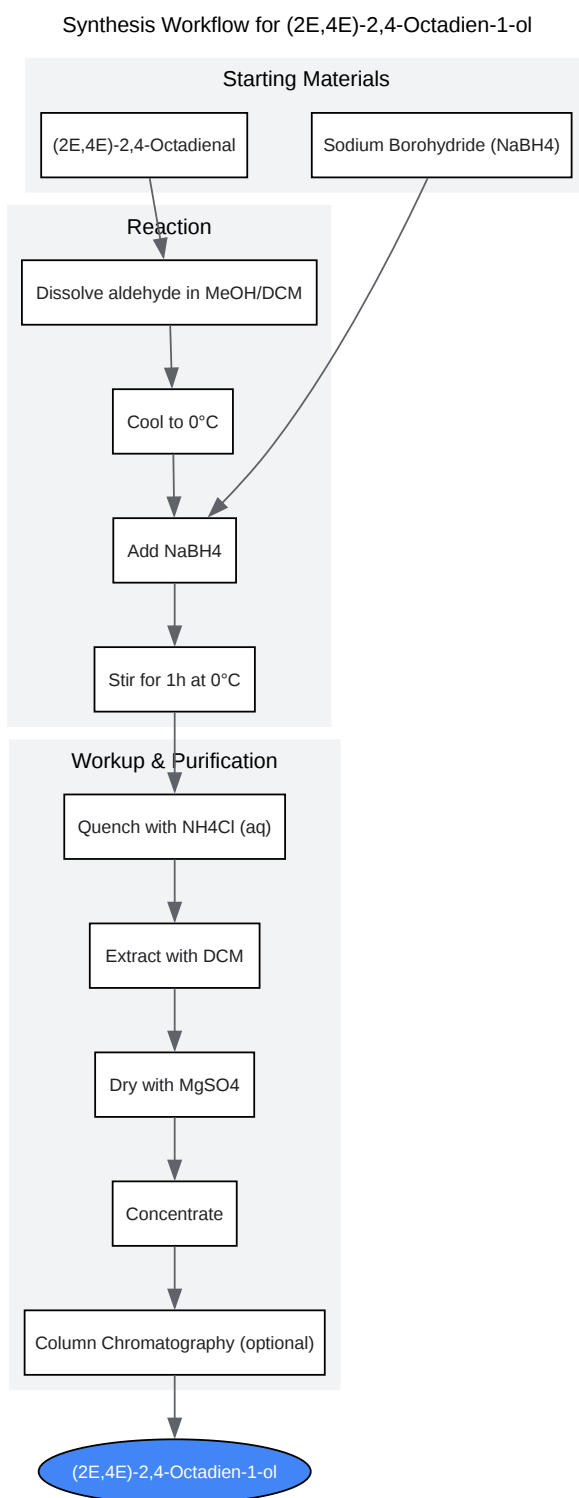 Synthesis Workflow for (2E,4E)-2,4-Octadien-1-ol
Starting Materials
(2E,4E)-2,4-Octadienal
Sodium Borohydride (NaBH4)
Reaction
Dissolve aldehyde in MeOH/DCM
Cool to 0°C
Add NaBH4
Stir for 1h at 0°C
Workup & Purification
Quench with NH4Cl (aq)
Extract with DCM
Dry with MgSO4
Concentrate
Column Chromatography (optional)
(2E,4E)-2,4-Octadien-1-ol